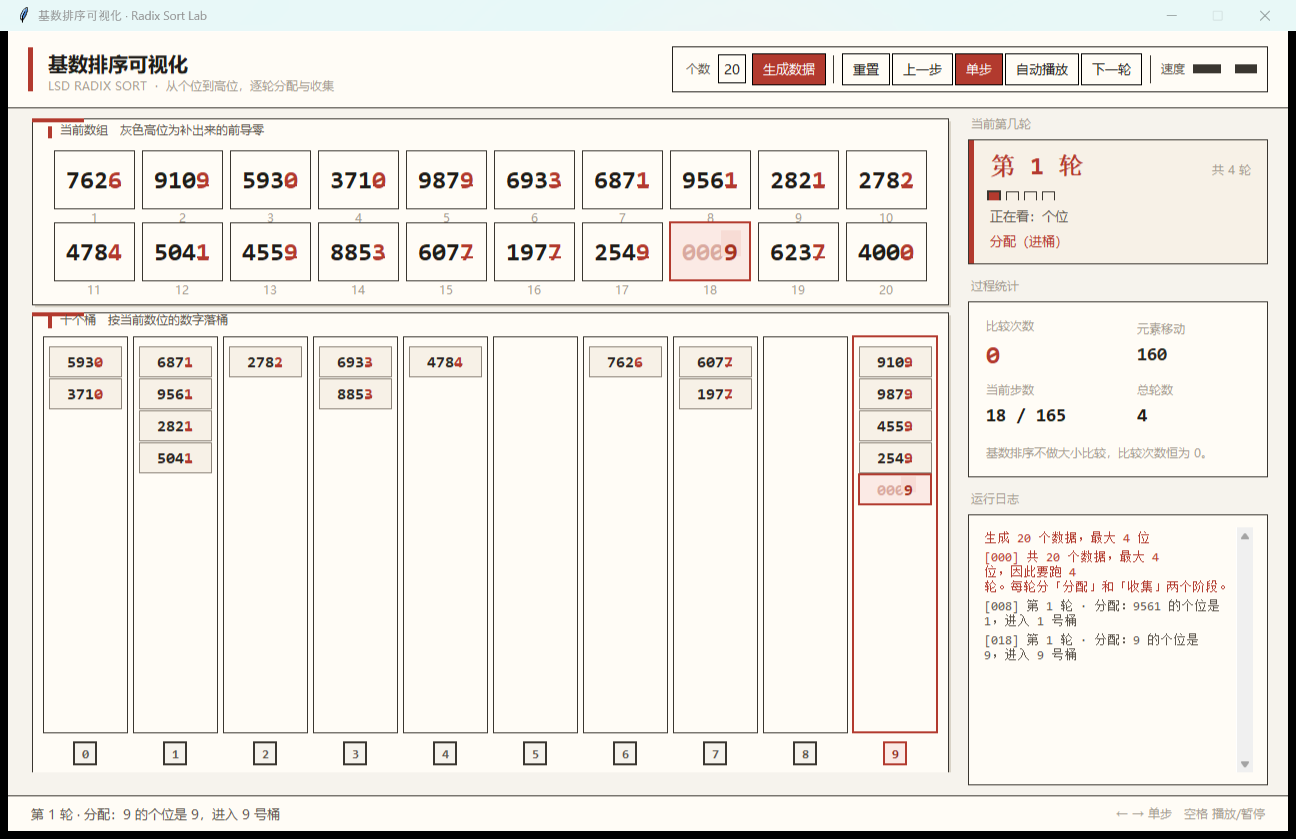 基数排序可视化 · Radix Sort Lab
基数排序可视化
LSD RADIX SORT · 从个位到高位，逐轮分配与收集
个数 20 生成数据 重置 上一步 单步 自动播放 下一轮 速度
当前数组 灰色高位为补出来的前导零
7626 9109 5930 3710 9879 6933 6871 9561 2821 2782
1 2 3 4 5 6 7 8 9 10
4784 5041 4559 8853 6077 1977 2549 0009 6237 4000
11 12 13 14 15 16 17 18 19 20
十个桶 按当前数位的数字落桶
5930 6871 2782 6933 4784 7626 6077 9109
3710 9561 8853 1977 9879
2821 4559
5041 2549
0009
0 1 2 3 4 5 6 7 8 9
当前第几轮
第 1 轮 共 4 轮
正在看：个位
分配（进桶）
过程统计
比较次数 元素移动
0 160
当前步数 总轮数
18 / 165 4
基数排序不做大小比较，比较次数恒为 0。
运行日志
生成 20 个数据，最大 4 位
[000] 共 20 个数据，最大 4
位，因此要跑 4
轮。每轮分「分配」和「收集」两个阶段。
[008] 第 1 轮 · 分配：9561 的个位是
1，进入 1 号桶
[018] 第 1 轮 · 分配：9 的个位是
9，进入 9 号桶
第 1 轮 · 分配：9 的个位是 9，进入 9 号桶
← → 单步 空格 播放/暂停